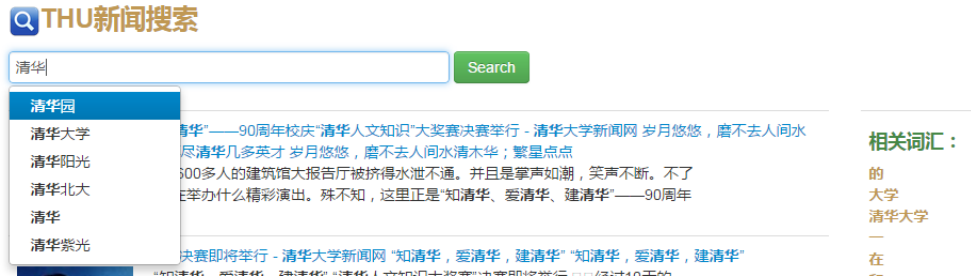 THU新闻搜索
清华
Search
清华园
清华大学
清华阳光
清华北大
清华
清华紫光
清华”——90周年校庆“清华人文知识”大奖赛决赛举行 - 清华大学新闻网 岁月悠悠，磨不去人间水
尽清华几多英才 岁月悠悠，磨不去人间水清木华；繁星点点
600多人的建筑馆大报告厅被挤得水泄不通。并且是掌声如潮，笑声不断。不了
在举办什么精彩演出。殊不知，这里正是“知清华、爱清华、建清华”——90周年
决赛即将举行 - 清华大学新闻网 “知清华，爱清华，建清华” “知清华，爱清华，建清华”
相关词汇：
的
大学
清华大学
一
在